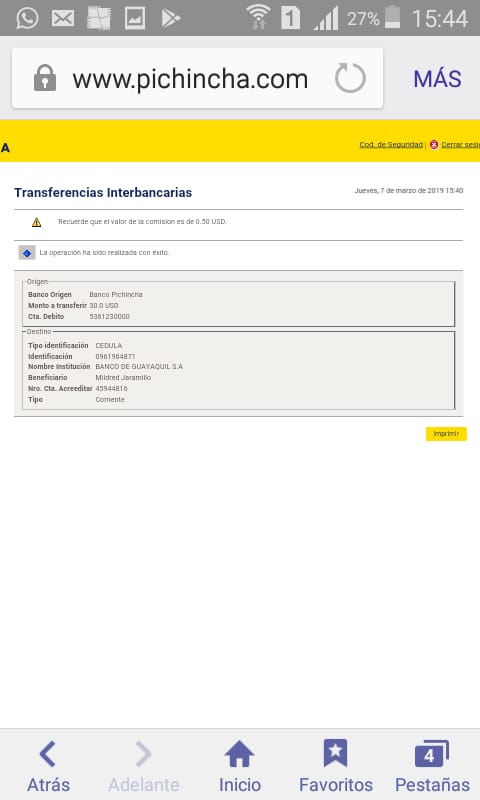 27% 15:44
www.pichincha.com MÁS
A
Cod. de Seguridad | Cerrar sesi
Transferencias Interbancarias
Jueves, 7 de marzo de 2019 15:40
Recuerde que el valor de la comision es de 0.50 USD.
La operación ha sido realizada con éxito.
Origen
Banco Origen Banco Pichincha
Monto a transferir 30.0 USD
Cta. Debito 5361230000
Destino
Tipo identificación CEDULA
Identificación 0961964871
Nombre Institución BANCO DE GUAYAQUIL S.A
Beneficiario Mildred Jaramillo
Nro. Cta. Acreeditar 45944816
Tipo Corriente
Imprimir
1
4
Atrás Adelante Inicio Favoritos Pestañas